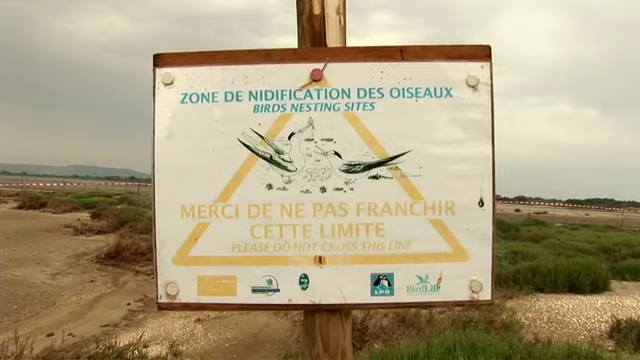 ZONE DE NIDIFICATION DES OISEAUX
BIRDS NESTING SITES
MERCI DE NE PAS FRANCHIR
CETTE LIMITE
PLEASE DO NOT CROSS THIS LINE
LPO
BirdLife